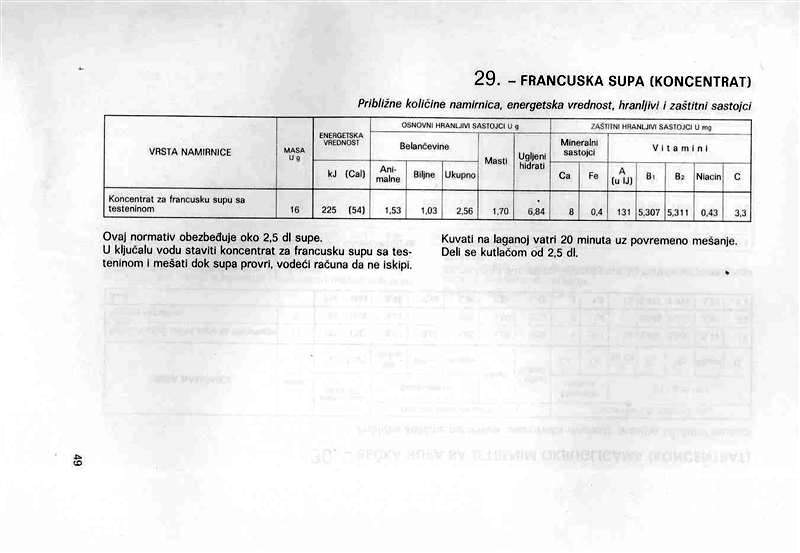 29. – FRANCUSKA SUPA (KONCENTRAT)
Približne količine namirnica, energetska vrednost, hranljivi i zaštitni sastojci
VRSTA NAMIRNICE
MASA U g
ENERGETSKA VREDNOST
kJ (Cal)
OSNOVNI HRANLJIVI SASTOJCI U g
Belančevine
Ani-malne
Biljne
Ukupno
Masti
Ugljeni hidrati
ZAŠTITNI HRANLJIVI SASTOJCI U mg
Mineralni sastojci
Ca
Fe
Vitamini
A (u IJ)
B1
B2
Niacin
C
Koncentrat za francusku supu sa
testeninom 16 225 (54) 1,53 1,03 2,56 1,70 6,84 8 0,4 131 5,307 5,311 0,43 3,3
Ovaj normativ obezbeđuje oko 2,5 dl supe.
U ključalu vodu staviti koncentrat za francusku supu sa tes-
teninom i mešati dok supa provri, vodeći računa da ne iskipi.
Kuvati na laganoj vatri 20 minuta uz povremeno mešanje.
Deli se kutlačom od 2,5 dl.
49